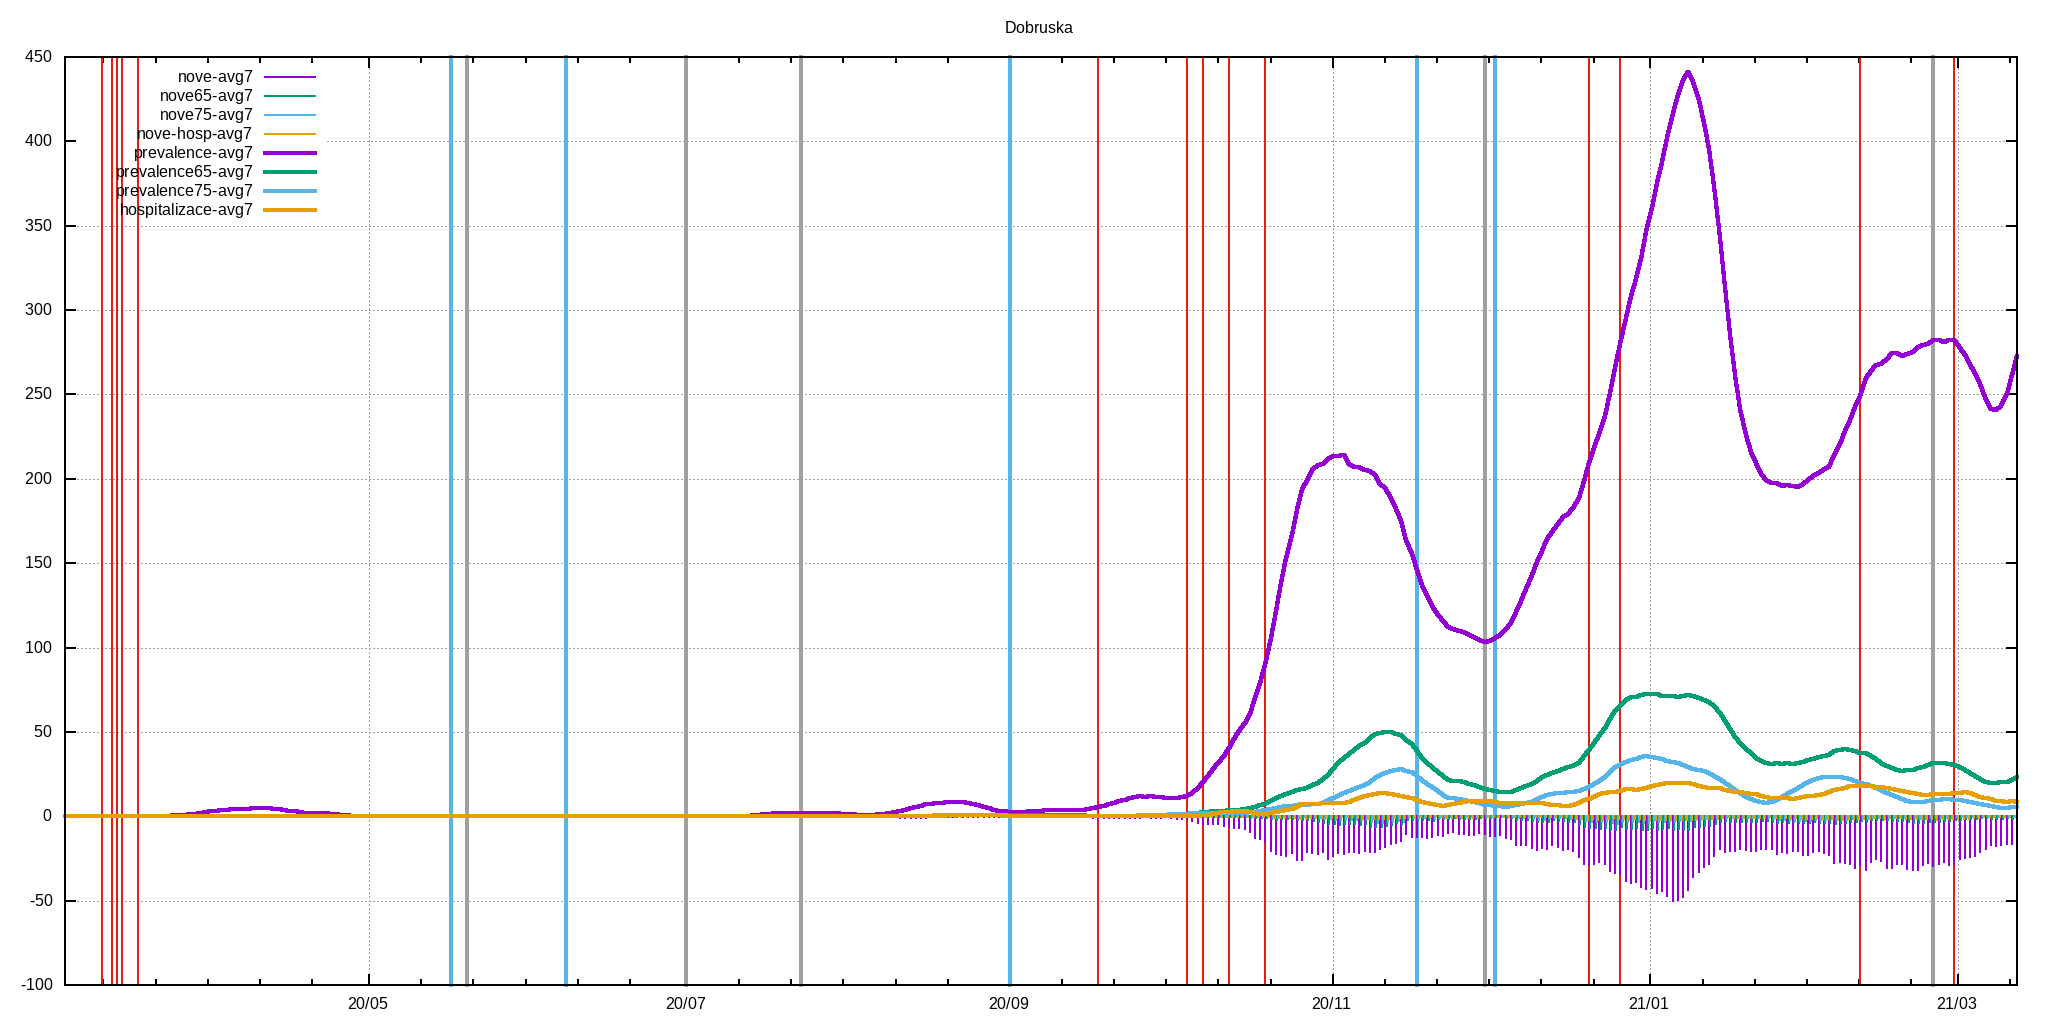 Dobruska
450
nove-avg7
nove65-avg7
nove75-avg7
nove-hosp-avg7
400
prevalence-avg7
prevalence65-avg7
prevalence75-avg7
hospitalizace-avg7
350
300
250
200
150
100
50
0
-50
-100
20/05 20/07 20/09 20/11 21/01 21/03